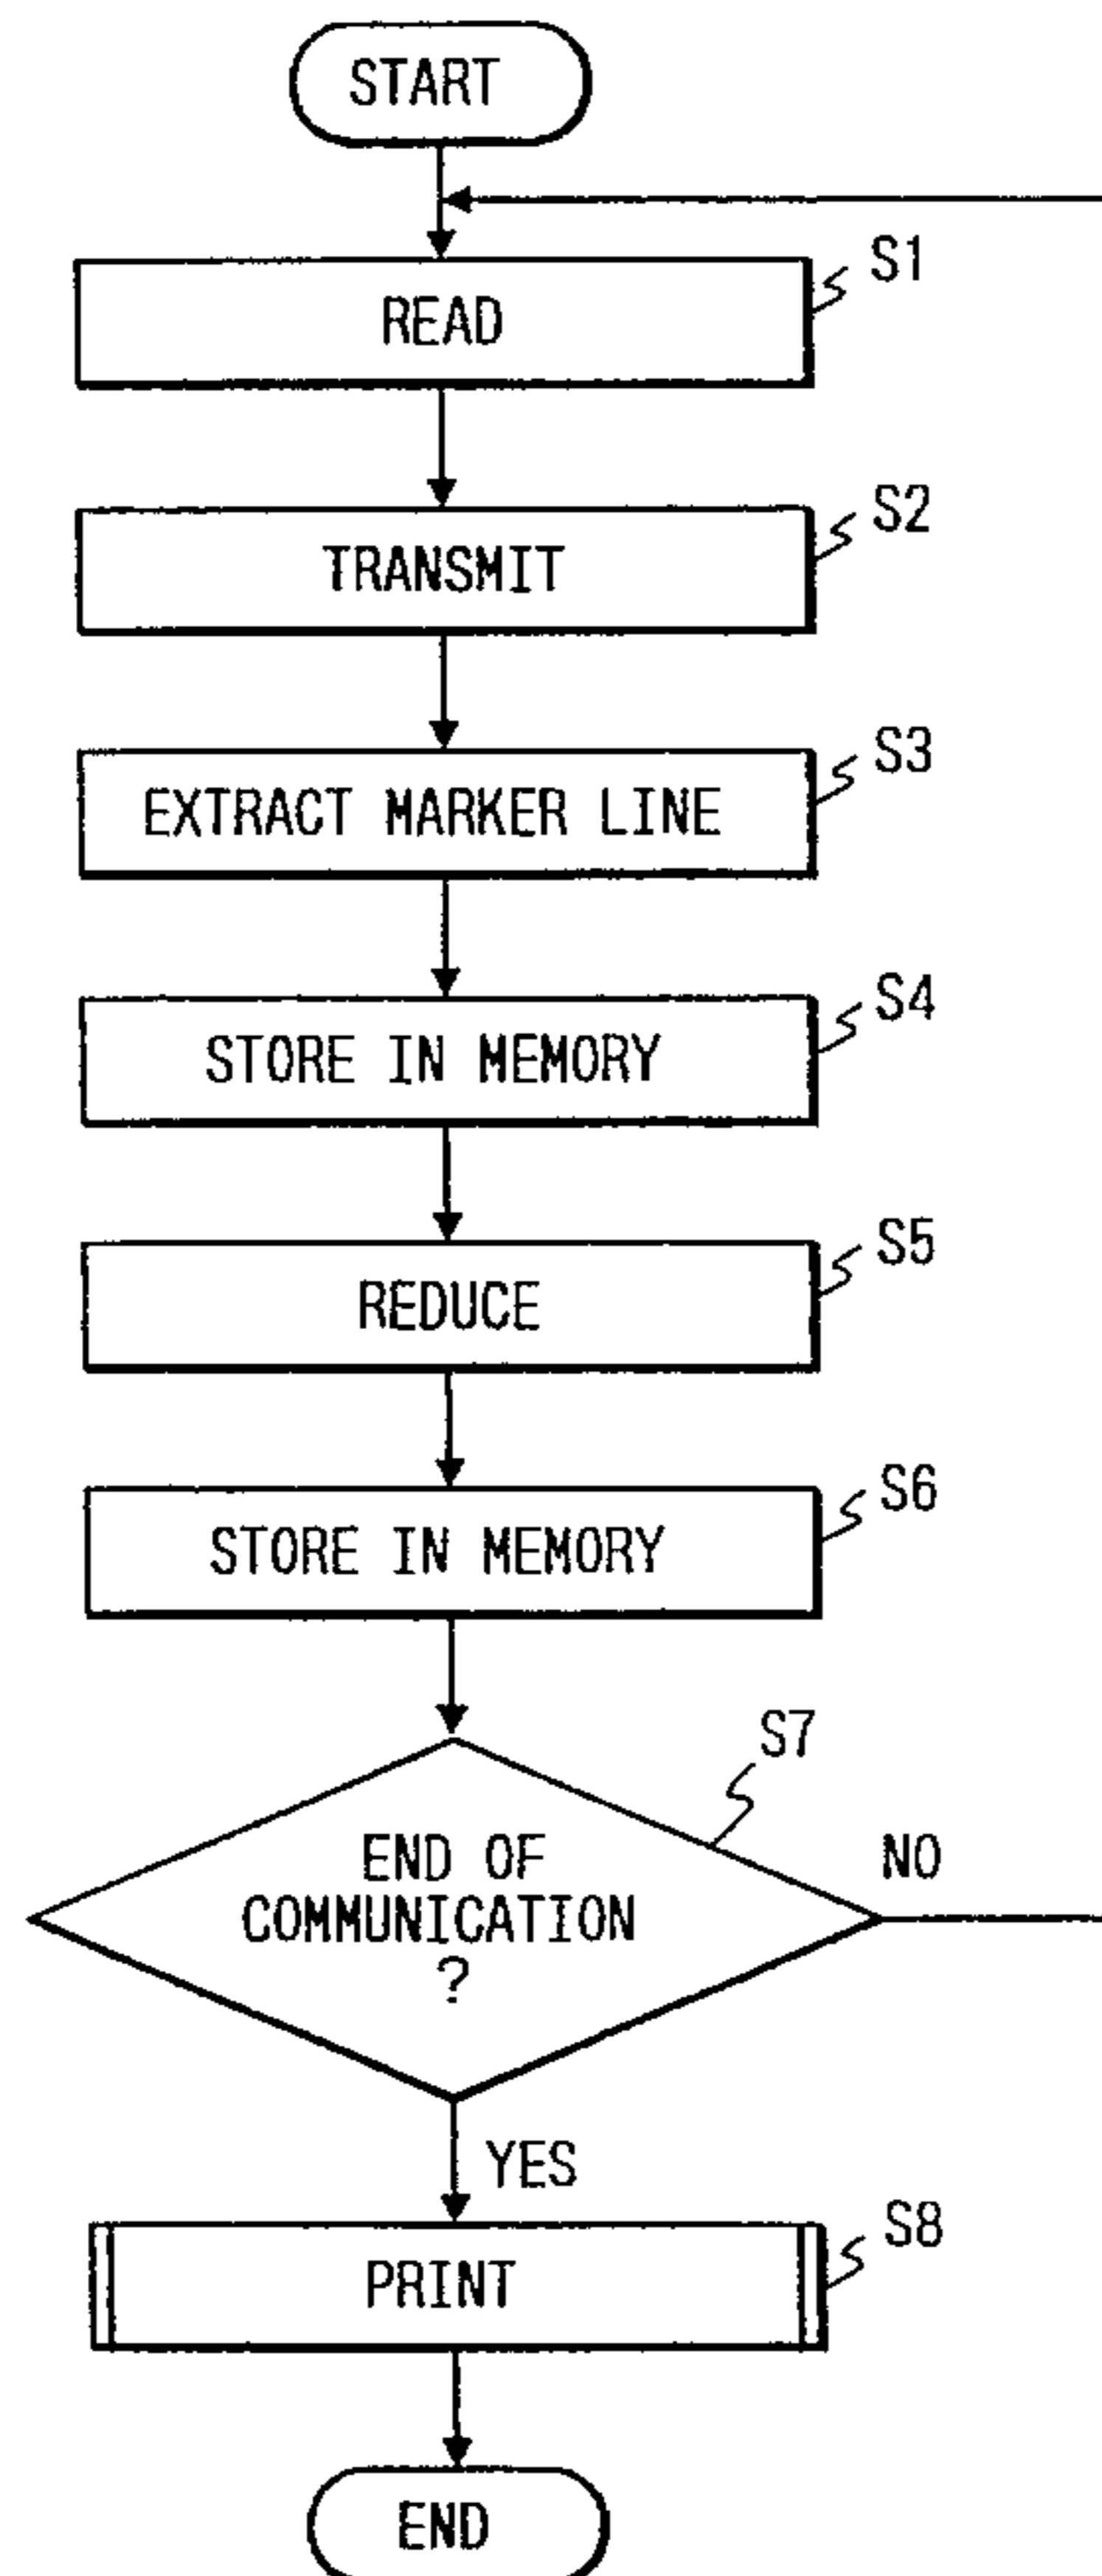 START
S1
READ
S2
TRANSMIT
S3
EXTRACT MARKER LINE
S4
STORE IN MEMORY
S5
REDUCE
S6
STORE IN MEMORY
S7
END OF
COMMUNICATION
?
NO
YES
S8
PRINT
END